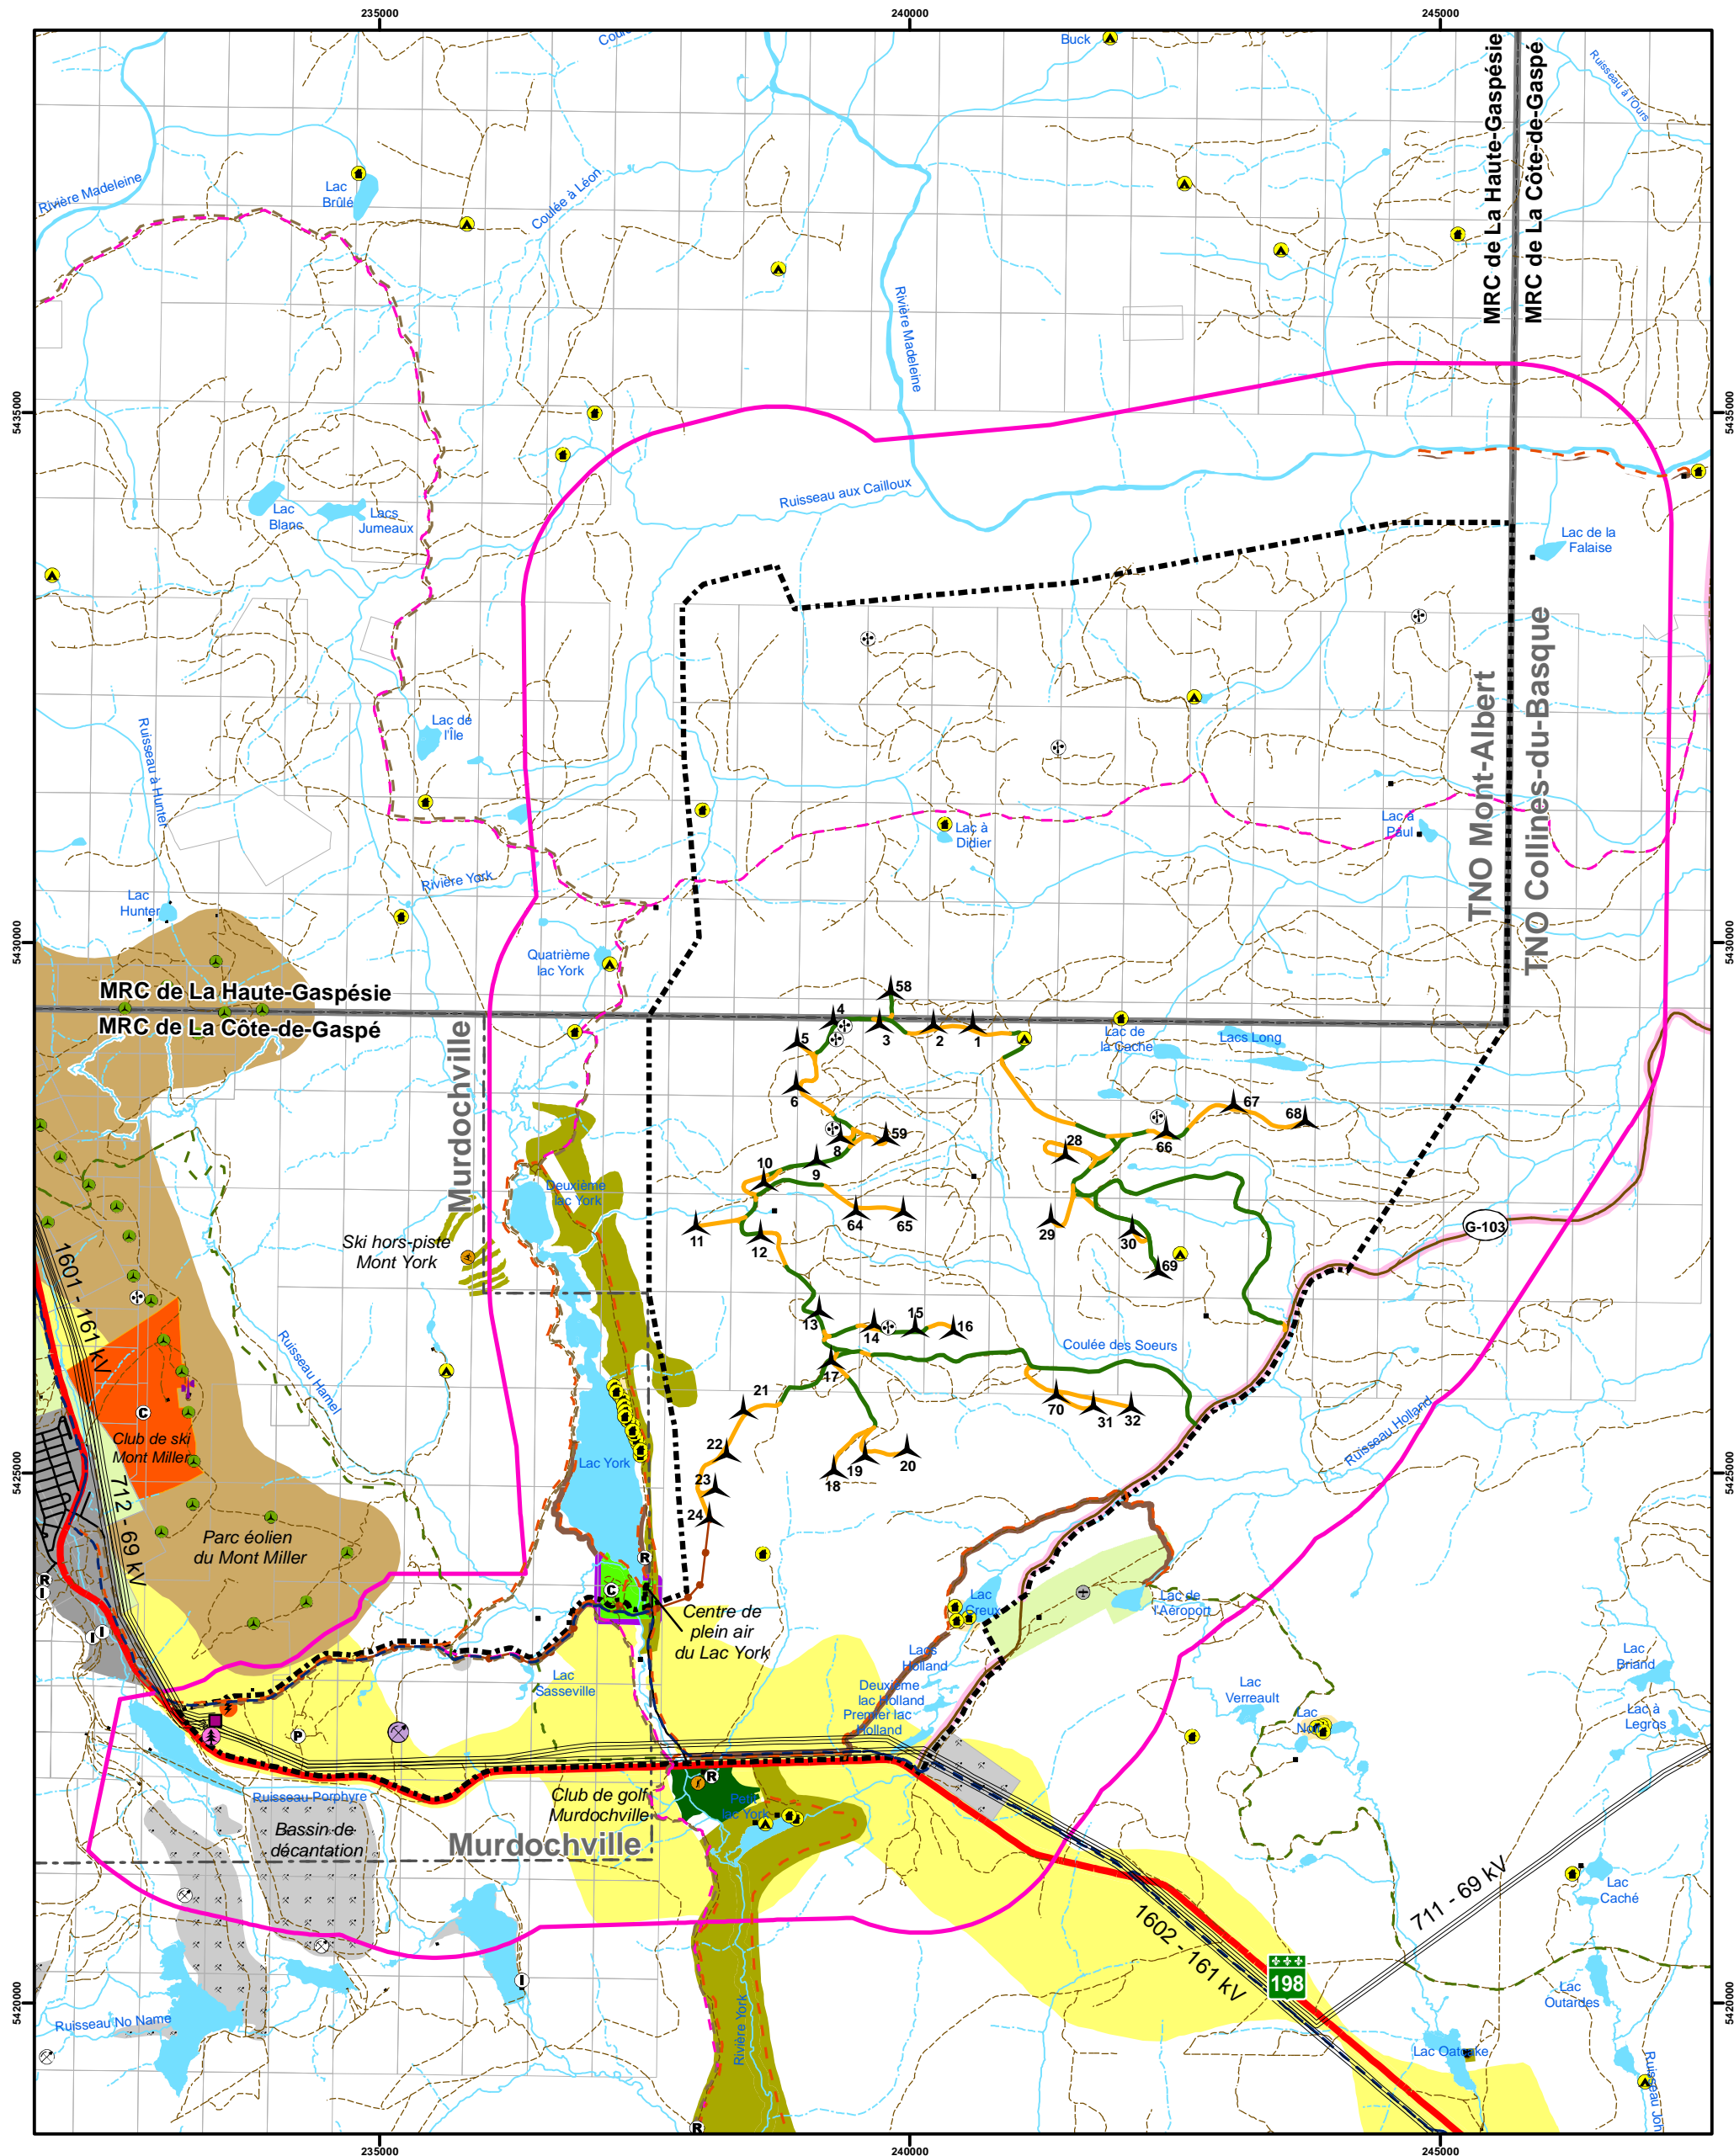 235000
240000
245000
Buck
MRC de La Haute-Gaspésie
MRC de La Côte-de-Gaspé
Ruisseau à l'Ours
Rivière Madeleine
Lac
Brûlé
Coulée à Léon
Rivière Madeleine
5435000
5435000
Ruisseau aux Cailloux
Lac
Blanc
Lacs
Jumeaux
Lac de la
Falaise
TNO Mont-Albert
TNO Collines-du-Basque
Ruisseau à Hunter
Lac de
l'Île
Lac à
Didier
Lac à
Paul
Rivière York
Lac
Hunter
5430000
5430000
Quatrième
lac York
MRC de La Haute-Gaspésie
MRC de La Côte-de-Gaspé
Murdochville
58
4
3
2
1
5
6
Lac de
la Cache
Lacs Long
67
68
66
28
8
59
9
10
Deuxième
lac York
64
65
11
12
29
30
69
G-103
Ski hors-piste
Mont York
1601 - 161 kV
13
14
15
16
Coulée des Soeurs
Ruisseau Hamel
17
21
70
31
32
C
Club de ski
Mont Miller
Ruisseau Holland
22
Lac York
23
24
18
19
20
5425000
5425000
712 - 69 kV
Parc éolien
du Mont Miller
R
R
I
C
Centre de
plein air
du Lac York
Lac
Creux
Lac de
l'Aéroport
I
I
Lacs
Holland
Lac
Sasseville
Deuxième
lac Holland
Premier lac
Holland
Lac
Verreault
Lac
Lac
Briand
Lac à
Legros
P
R
Ruisseau Porphyre
Club de golf
Murdochville
Petit
lac York
Bassin de
décantation
Murdochville
711 - 69 kV
Lac
Caché
1602 - 161 kV
198
I
Lac
Outardes
5420000
5420000
Ruisseau No Name
Rivière York
Lac Oatcake
R
235000
240000
245000